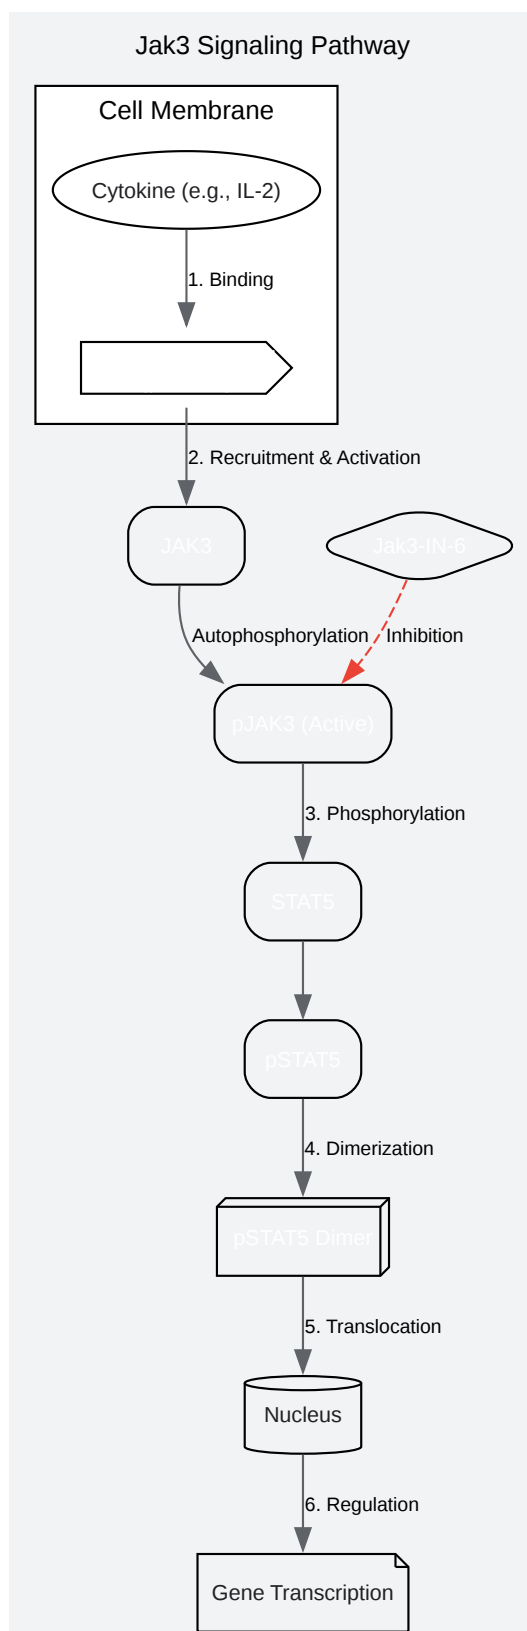 Jak3 Signaling Pathway
Cell Membrane
Cytokine (e.g., IL-2)
1. Binding
2. Recruitment & Activation
JAK3
Jak3-IN-6
Autophosphorylation
Inhibition
pJAK3 (Active)
3. Phosphorylation
STAT5
pSTAT5
4. Dimerization
pSTAT5 Dimer
5. Translocation
Nucleus
6. Regulation
Gene Transcription